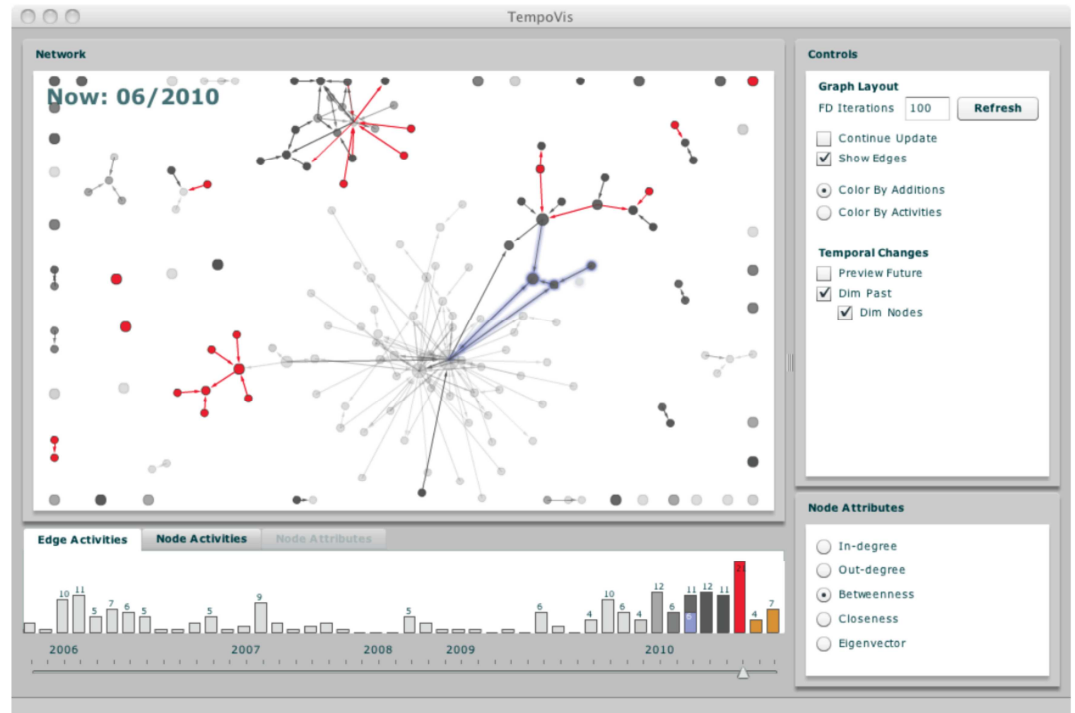 TempoVis
Network
Now: 06/2010
Controls
Graph Layout
FD Iterations 100 Refresh
Continue Update
Show Edges
Color By Additions
Color By Activities
Temporal Changes
Preview Future
Dim Past
Dim Nodes
Edge Activities Node Activities Node Attributes
10 11 5 7 6 5 5 9 5 6 4 10 6 4 12 6 11 6 12 11 21 4 7
2006 2007 2008 2009 2010
Node Attributes
In-degree
Out-degree
Betweenness
Closeness
Eigenvector